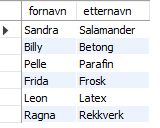 fornavn etternavn
Sandra Salamander
Billy Betong
Pelle Parafin
Frida Frosk
Leon Latex
Ragna Rekkverk